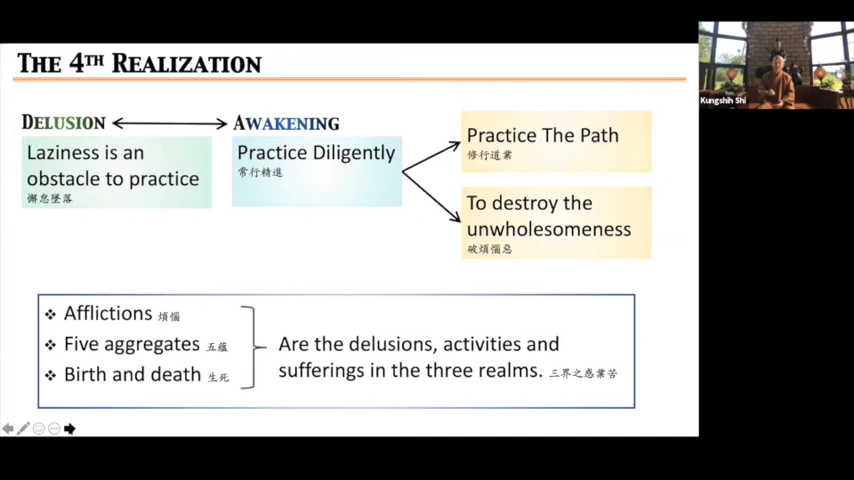 THE 4TH REALIZATION
DELUSION
AWAKENING
Laziness is an
obstacle to practice
懈怠墜落
Practice Diligently
常行精進
Practice The Path
修行道業
To destroy the
unwholesomeness
破煩惱惡
❖ Afflictions 煩惱
❖ Five aggregates 五蘊
❖ Birth and death 生死
Are the delusions, activities and
sufferings in the three realms. 三界之惑業苦
Kungshih Shi